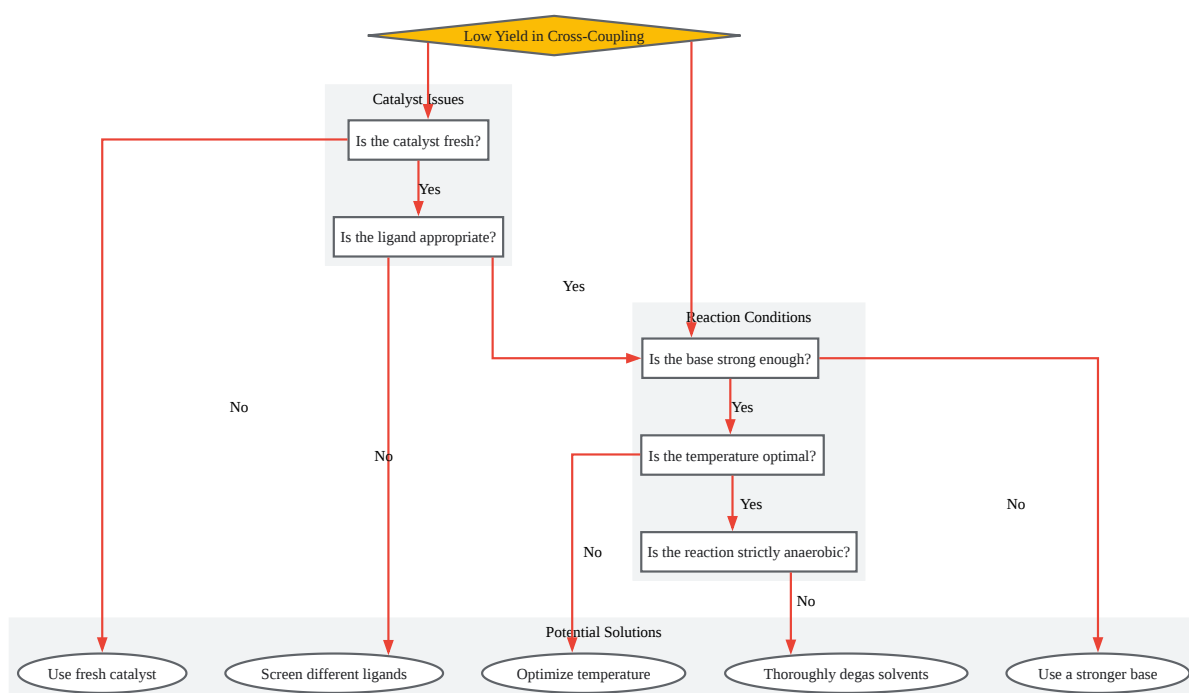 Low Yield in Cross-Coupling
Catalyst Issues
Is the catalyst fresh?
Yes
Is the ligand appropriate?
Yes
Reaction Conditions
Is the base strong enough?
No
Yes
No
Is the temperature optimal?
Yes
No
No
Is the reaction strictly anaerobic?
No
Potential Solutions
Use fresh catalyst
Screen different ligands
Optimize temperature
Thoroughly degas solvents
Use a stronger base